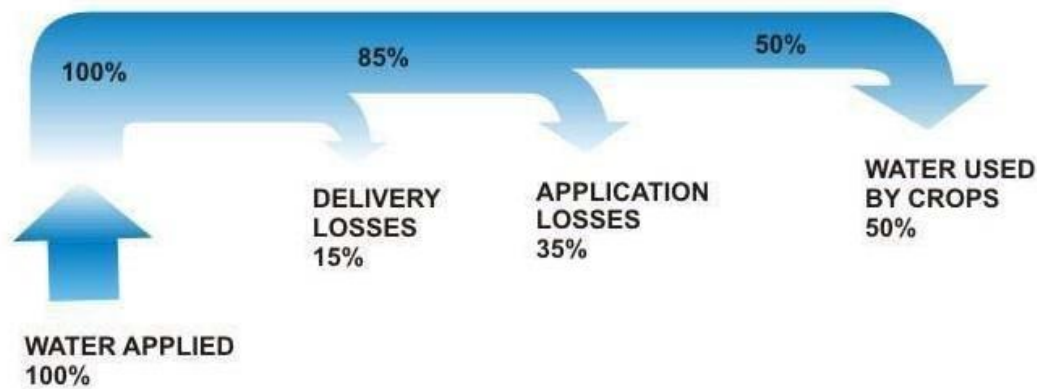 100%
85%
50%
DELIVERY
LOSSES
15%
APPLICATION
LOSSES
35%
WATER USED
BY CROPS
50%
WATER APPLIED
100%